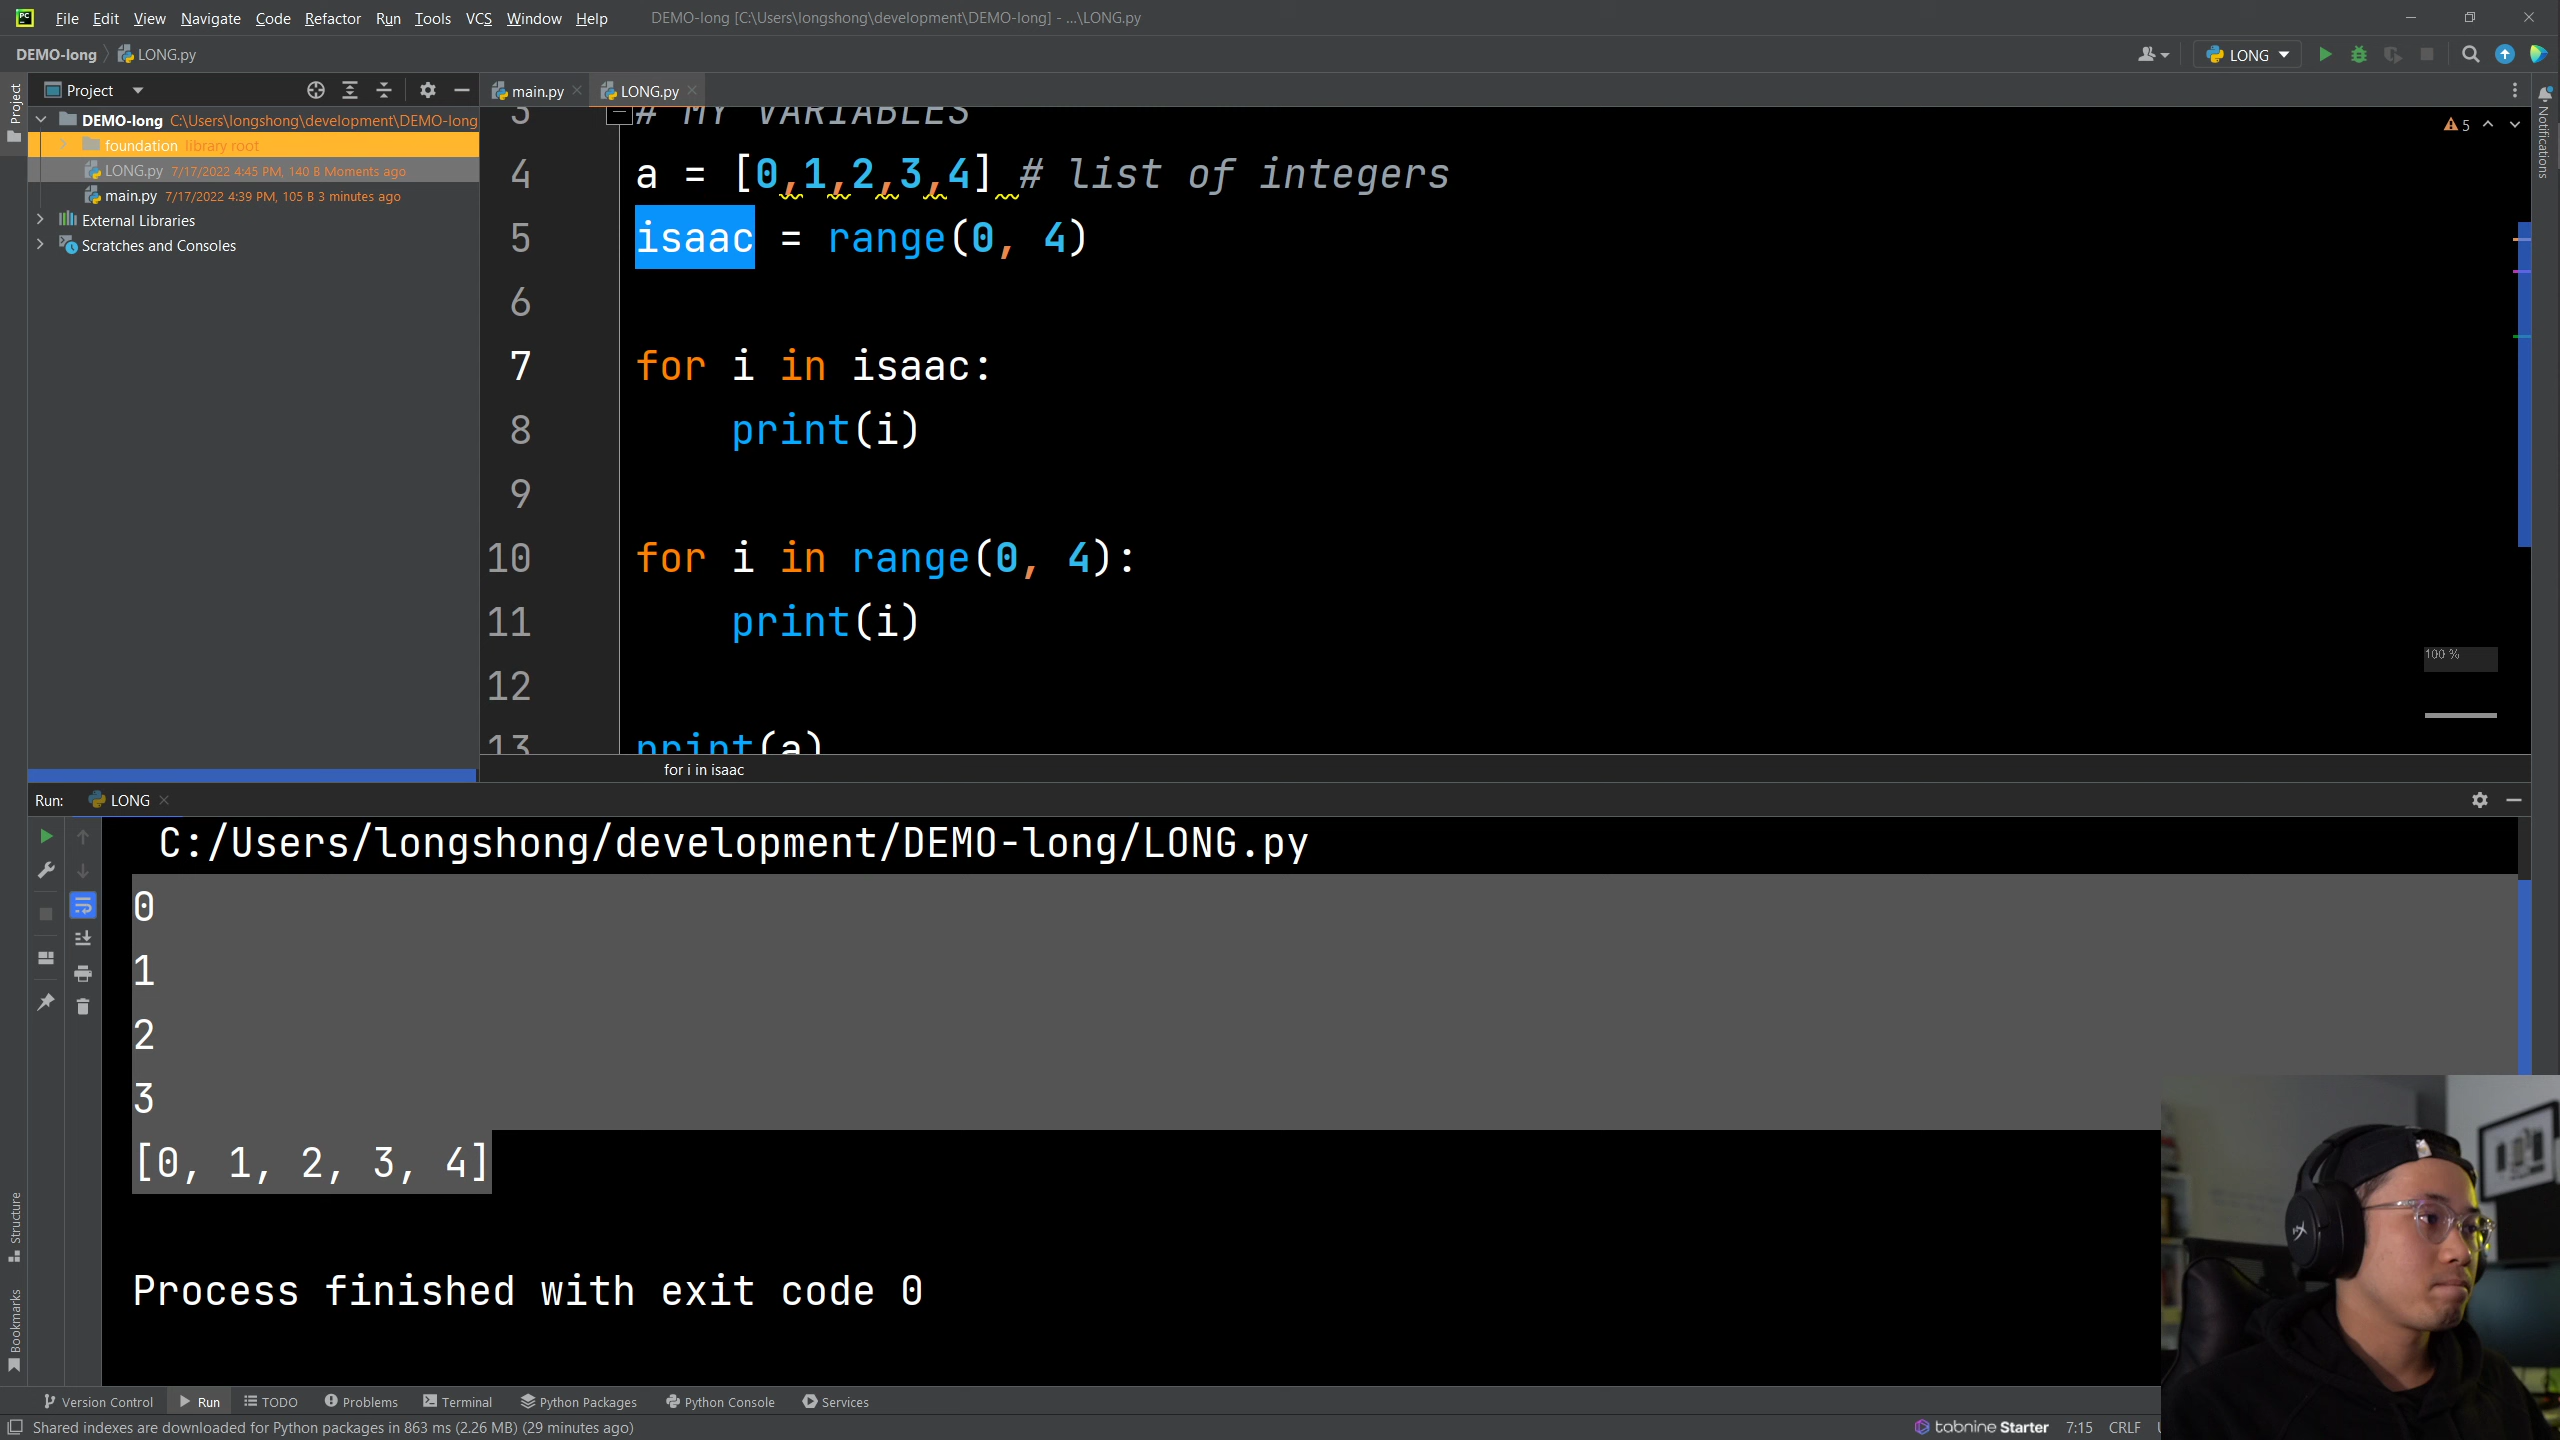 PC File Edit View Navigate Code Refactor Run Tools VCS Window Help DEMO-long [C:\Users\longshong\development\DEMO-long] - ...\LONG.py
DEMO-long LONG.py LONG
Project
Project main.py LONG.py
DEMO-long C:\Users\longshong\development\DEMO-long
foundation library root
LONG.py 7/17/2022 4:45 PM, 140 B Moments ago
main.py 7/17/2022 4:39 PM, 105 B 3 minutes ago
External Libraries
Scratches and Consoles
3 # MY VARIABLES
5
4 a = [0,1,2,3,4] # list of integers
5 isaac = range(0, 4)
6
7 for i in isaac:
8 print(i)
9
10 for i in range(0, 4):
11 print(i)
12
13 print(a)
100 %
for i in isaac
Notifications
Run: LONG
C:/Users/longshong/development/DEMO-long/LONG.py
0
1
2
3
[0, 1, 2, 3, 4]
Process finished with exit code 0
Structure
Bookmarks
Version Control Run TODO Problems Terminal Python Packages Python Console Services
Shared indexes are downloaded for Python packages in 863 ms (2.26 MB) (29 minutes ago) tabnine Starter 7:15 CRLF